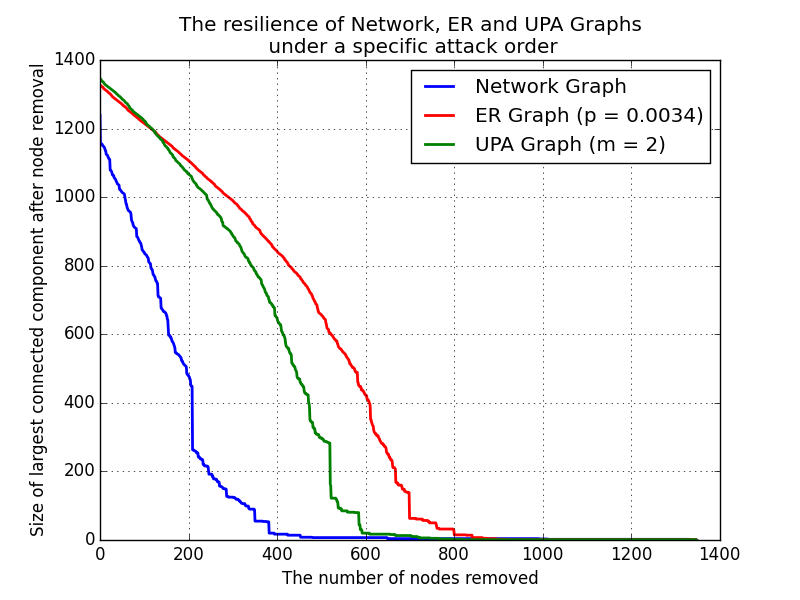 The resilience of Network, ER and UPA Graphs
under a specific attack order
Network Graph
ER Graph (p = 0.0034)
UPA Graph (m = 2)
Size of largest connected component after node removal
1400
1200
1000
800
600
400
200
0
0 200 400 600 800 1000 1200 1400
The number of nodes removed